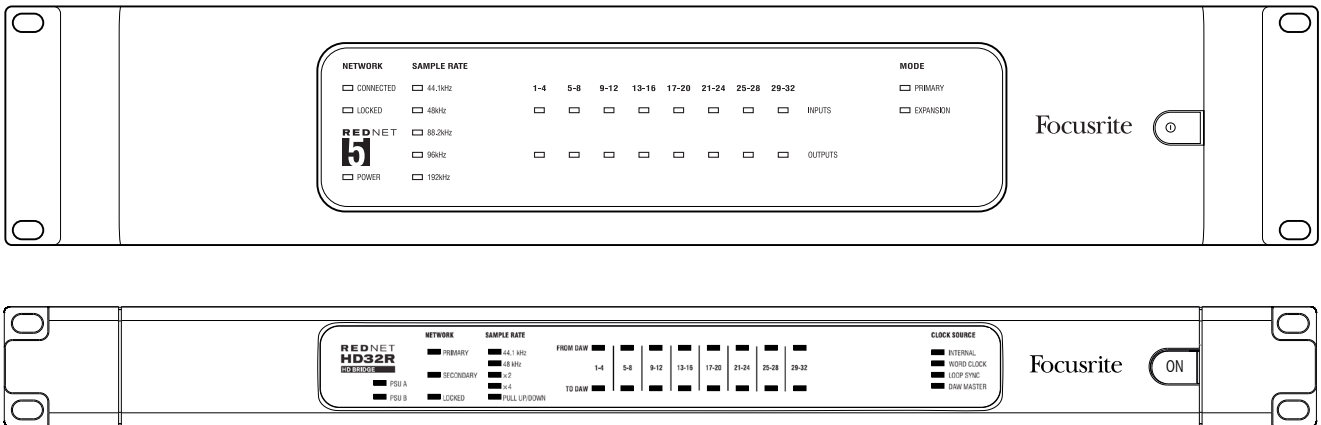 NETWORK SAMPLE RATE MODE
CONNECTED 44.1kHz 1-4 5-8 9-12 13-16 17-20 21-24 25-28 29-32 PRIMARY
LOCKED 48kHz INPUTS EXPANSION
REDNET 88.2kHz
5 96kHz OUTPUTS
POWER 192kHz
Focusrite
NETWORK SAMPLE RATE CLOCK SOURCE
REDNET PRIMARY 44.1 kHz FROM DAW INTERNAL
HD32R 48 kHz WORD CLOCK
HD BRIDGE SECONDARY ×2 1-4 5-8 9-12 13-16 17-20 21-24 25-28 29-32 LOOP SYNC
PSU A ×4 TO DAW DAW MASTER
PSU B LOCKED PULL UP/DOWN
Focusrite ON